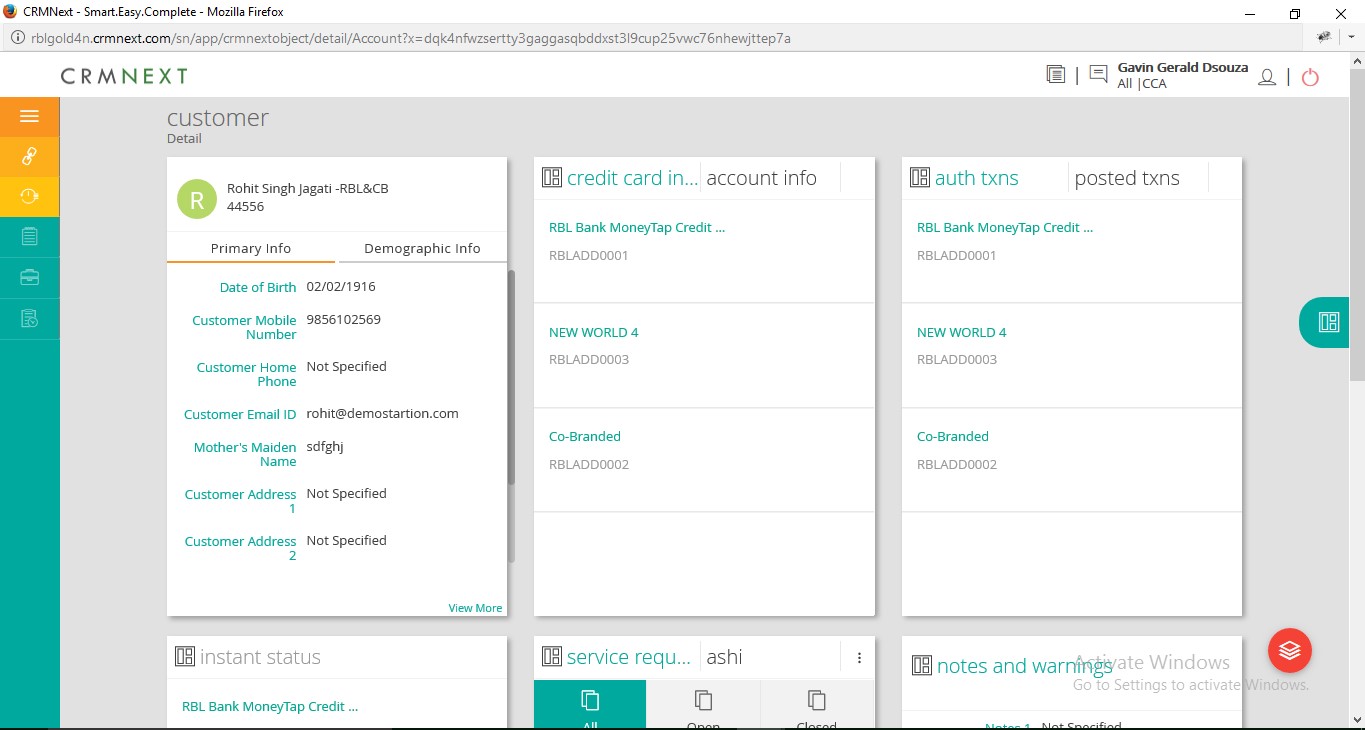 CRMNext - Smart.Easy.Complete - Mozilla Firefox
rblgold4n.crmnext.com/sn/app/crmnextobject/detail/Account?x=dqk4nfwzsertty3gaggasqbddxst3l9cup25vwc76nhewjttep7a
CRMNEXT
Gavin Gerald Dsouza
All |CCA
customer
Detail
R
Rohit Singh Jagati -RBL&CB
44556
Primary Info Demographic Info
Date of Birth 02/02/1916
Customer Mobile Number 9856102569
Customer Home Phone Not Specified
Customer Email ID rohit@demostartion.com
Mother's Maiden Name sdfghj
Customer Address 1 Not Specified
Customer Address 2 Not Specified
View More
credit card in... account info
RBL Bank MoneyTap Credit ...
RBLADD0001
NEW WORLD 4
RBLADD0003
Co-Branded
RBLADD0002
auth txns posted txns
RBL Bank MoneyTap Credit ...
RBLADD0001
NEW WORLD 4
RBLADD0003
Co-Branded
RBLADD0002
instant status
RBL Bank MoneyTap Credit ...
service requ... ashi
All Open Closed
notes and warnings
Notes 1 Not Specified
Activate Windows
Go to Settings to activate Windows.